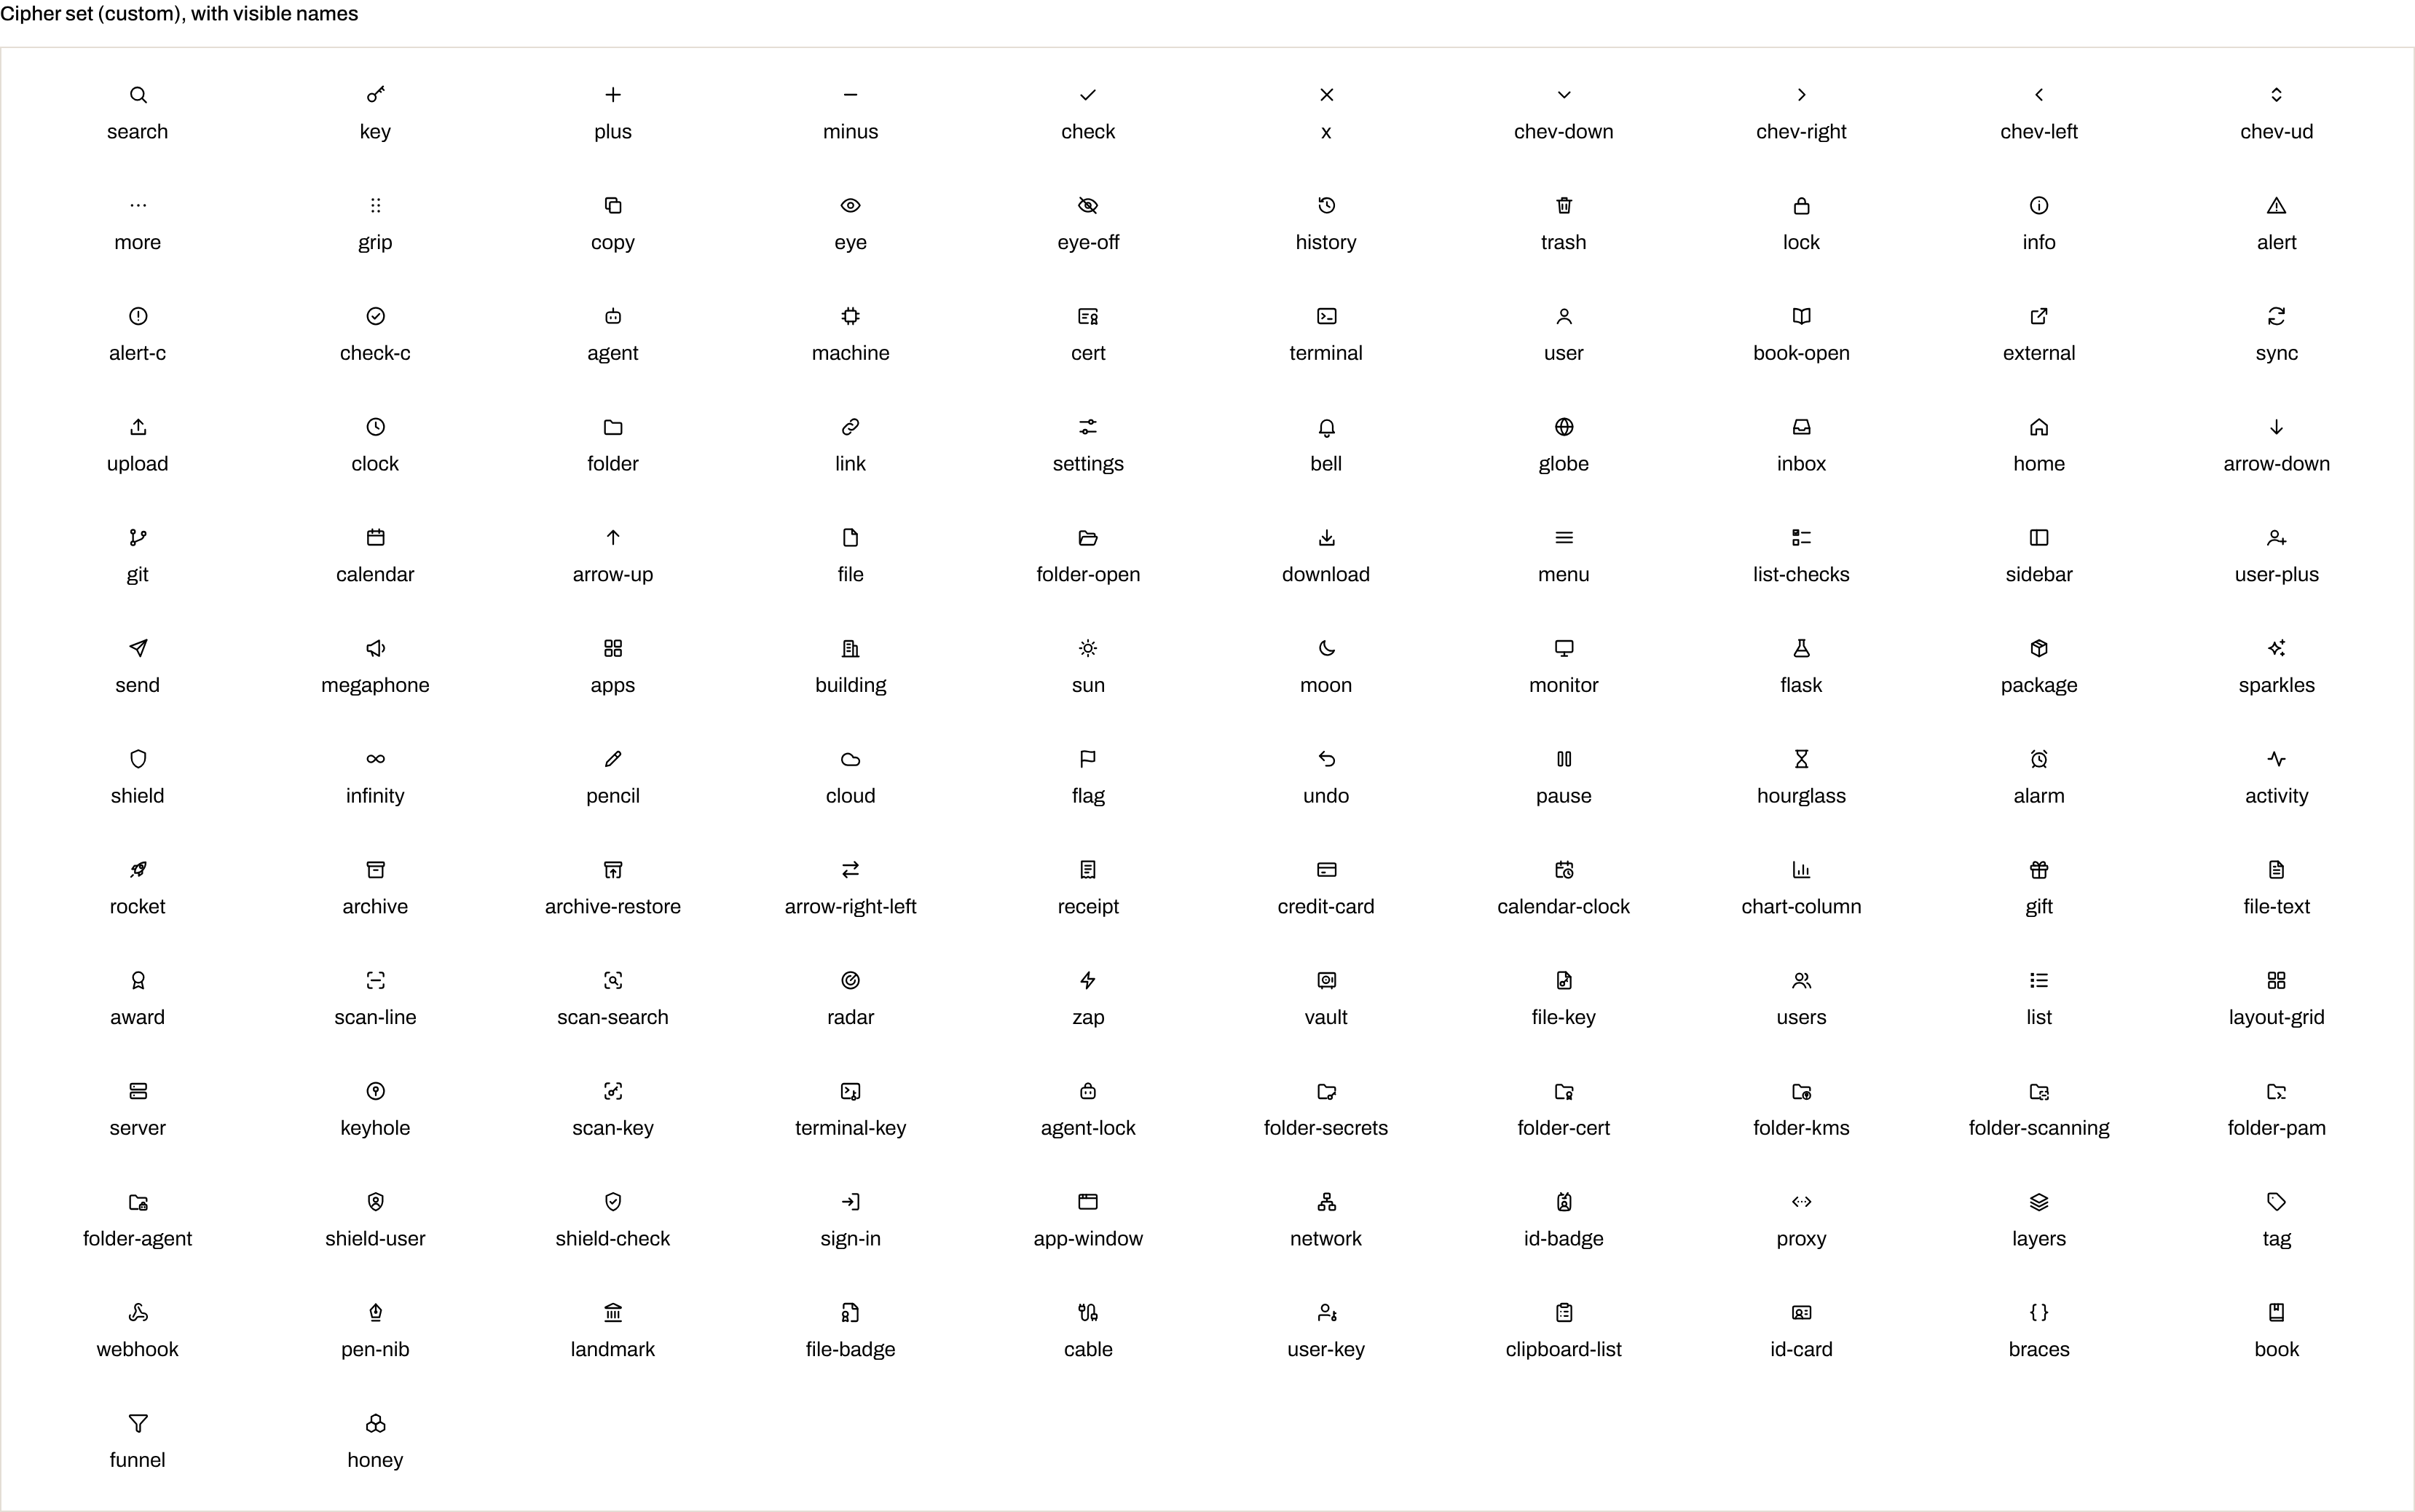 Cipher set (custom), with visible names
search key plus minus check x chev-down chev-right chev-left chev-ud
more grip copy eye eye-off history trash lock info alert
alert-c check-c agent machine cert terminal user book-open external sync
upload clock folder link settings bell globe inbox home arrow-down
git calendar arrow-up file folder-open download menu list-checks sidebar user-plus
send megaphone apps building sun moon monitor flask package sparkles
shield infinity pencil cloud flag undo pause hourglass alarm activity
rocket archive archive-restore arrow-right-left receipt credit-card calendar-clock chart-column gift file-text
award scan-line scan-search radar zap vault file-key users list layout-grid
server keyhole scan-key terminal-key agent-lock folder-secrets folder-cert folder-kms folder-scanning folder-pam
folder-agent shield-user shield-check sign-in app-window network id-badge proxy layers tag
webhook pen-nib landmark file-badge cable user-key clipboard-list id-card braces book
funnel honey